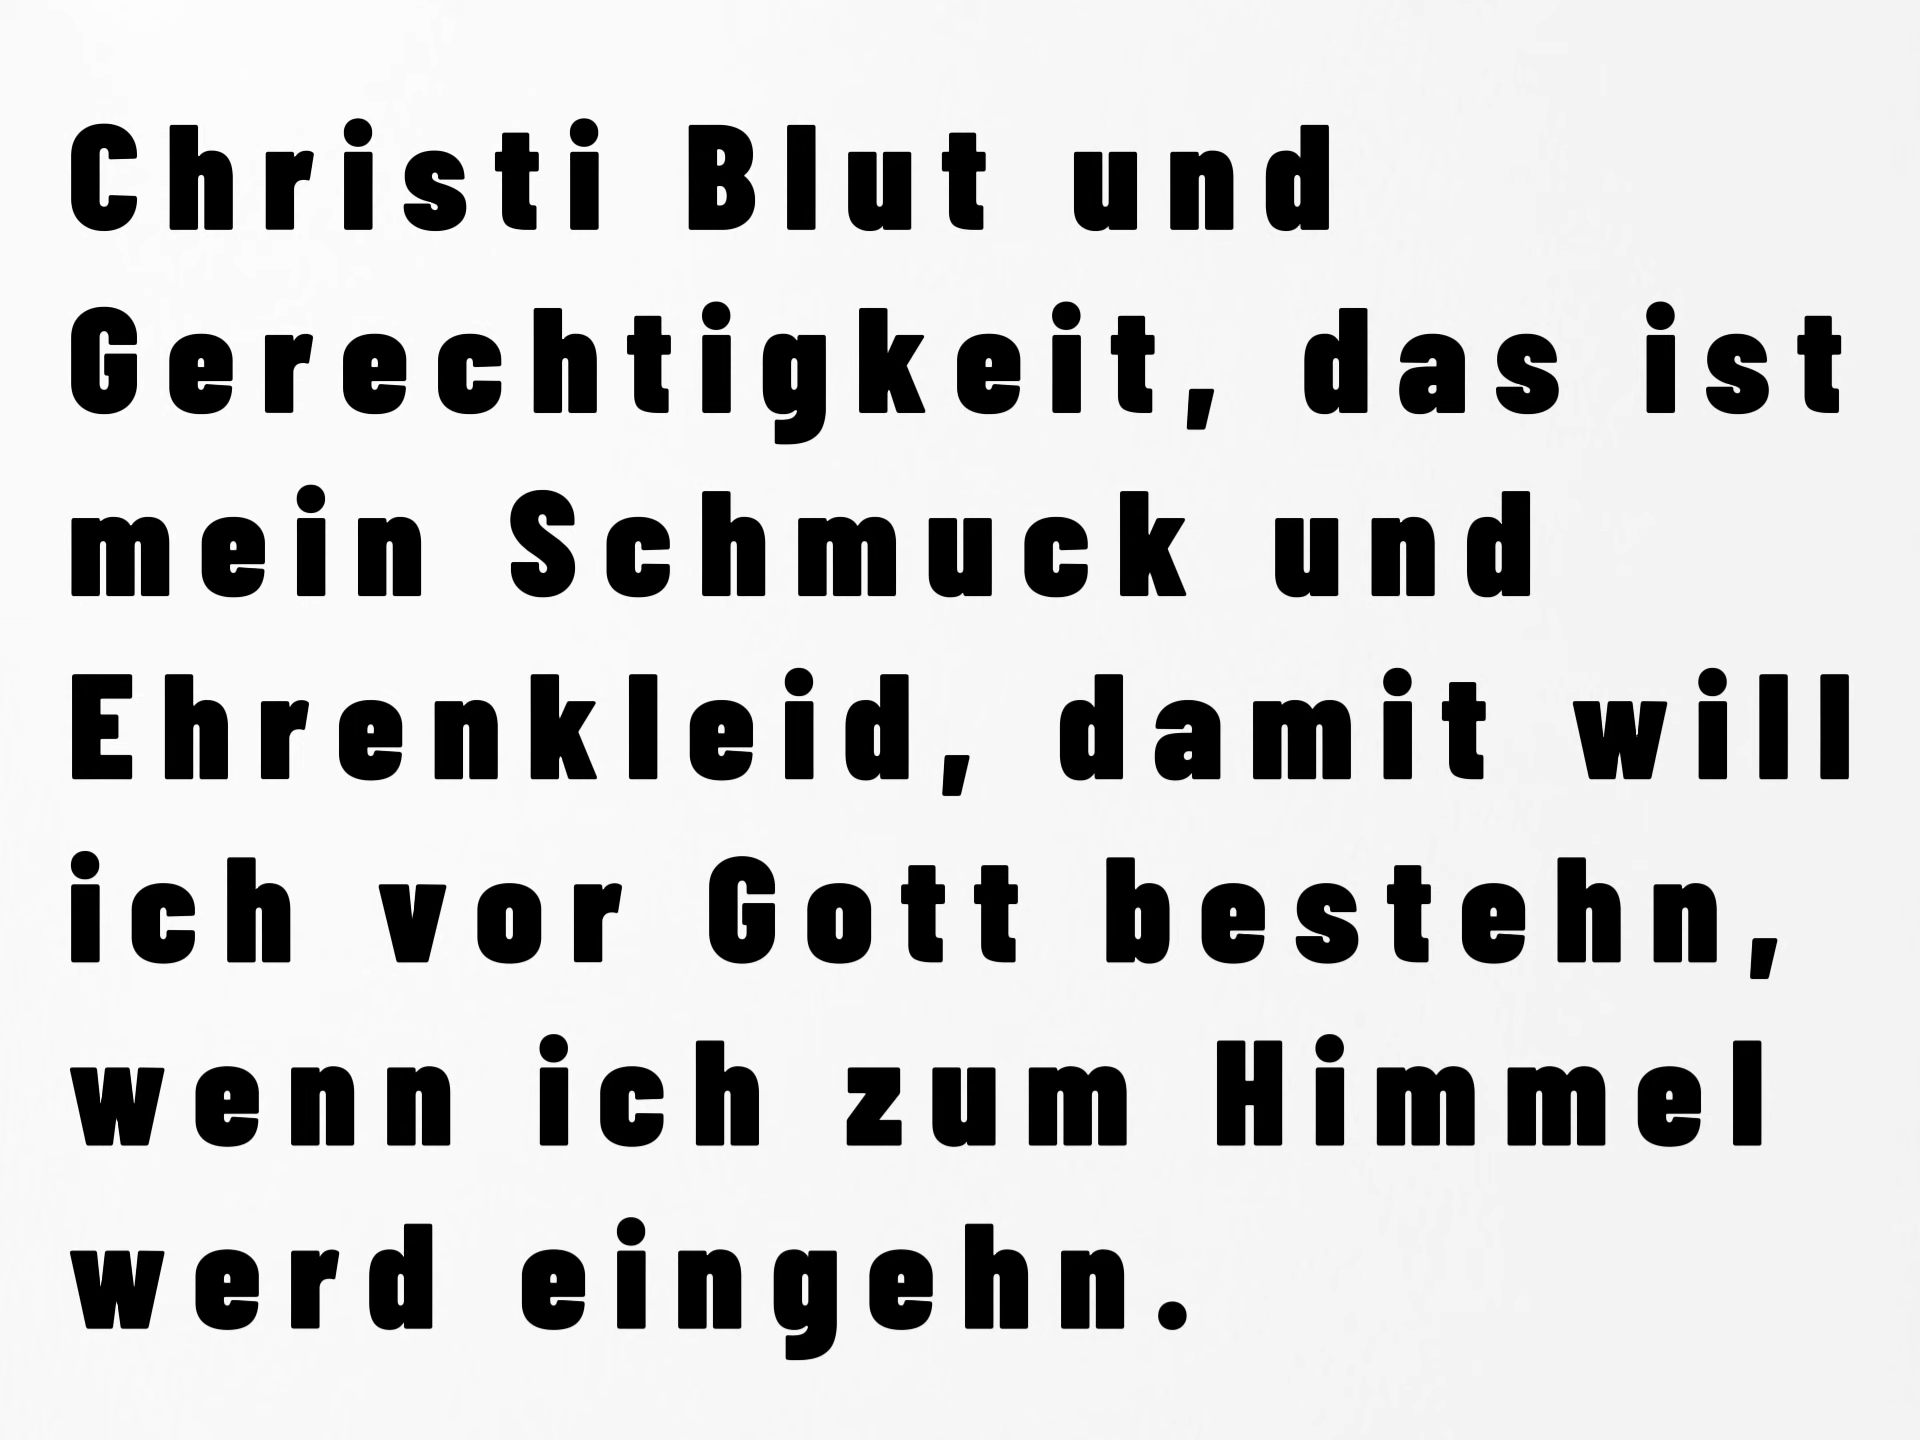 Christi Blut und
Gerechtigkeit, das ist
mein Schmuck und
Ehrenkleid, damit will
ich vor Gott bestehn,
wenn ich zum Himmel
werd eingehn.